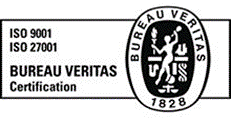 ISO 9001
ISO 27001
BUREAU VERITAS
Certification
BUREAU VERITAS
1828